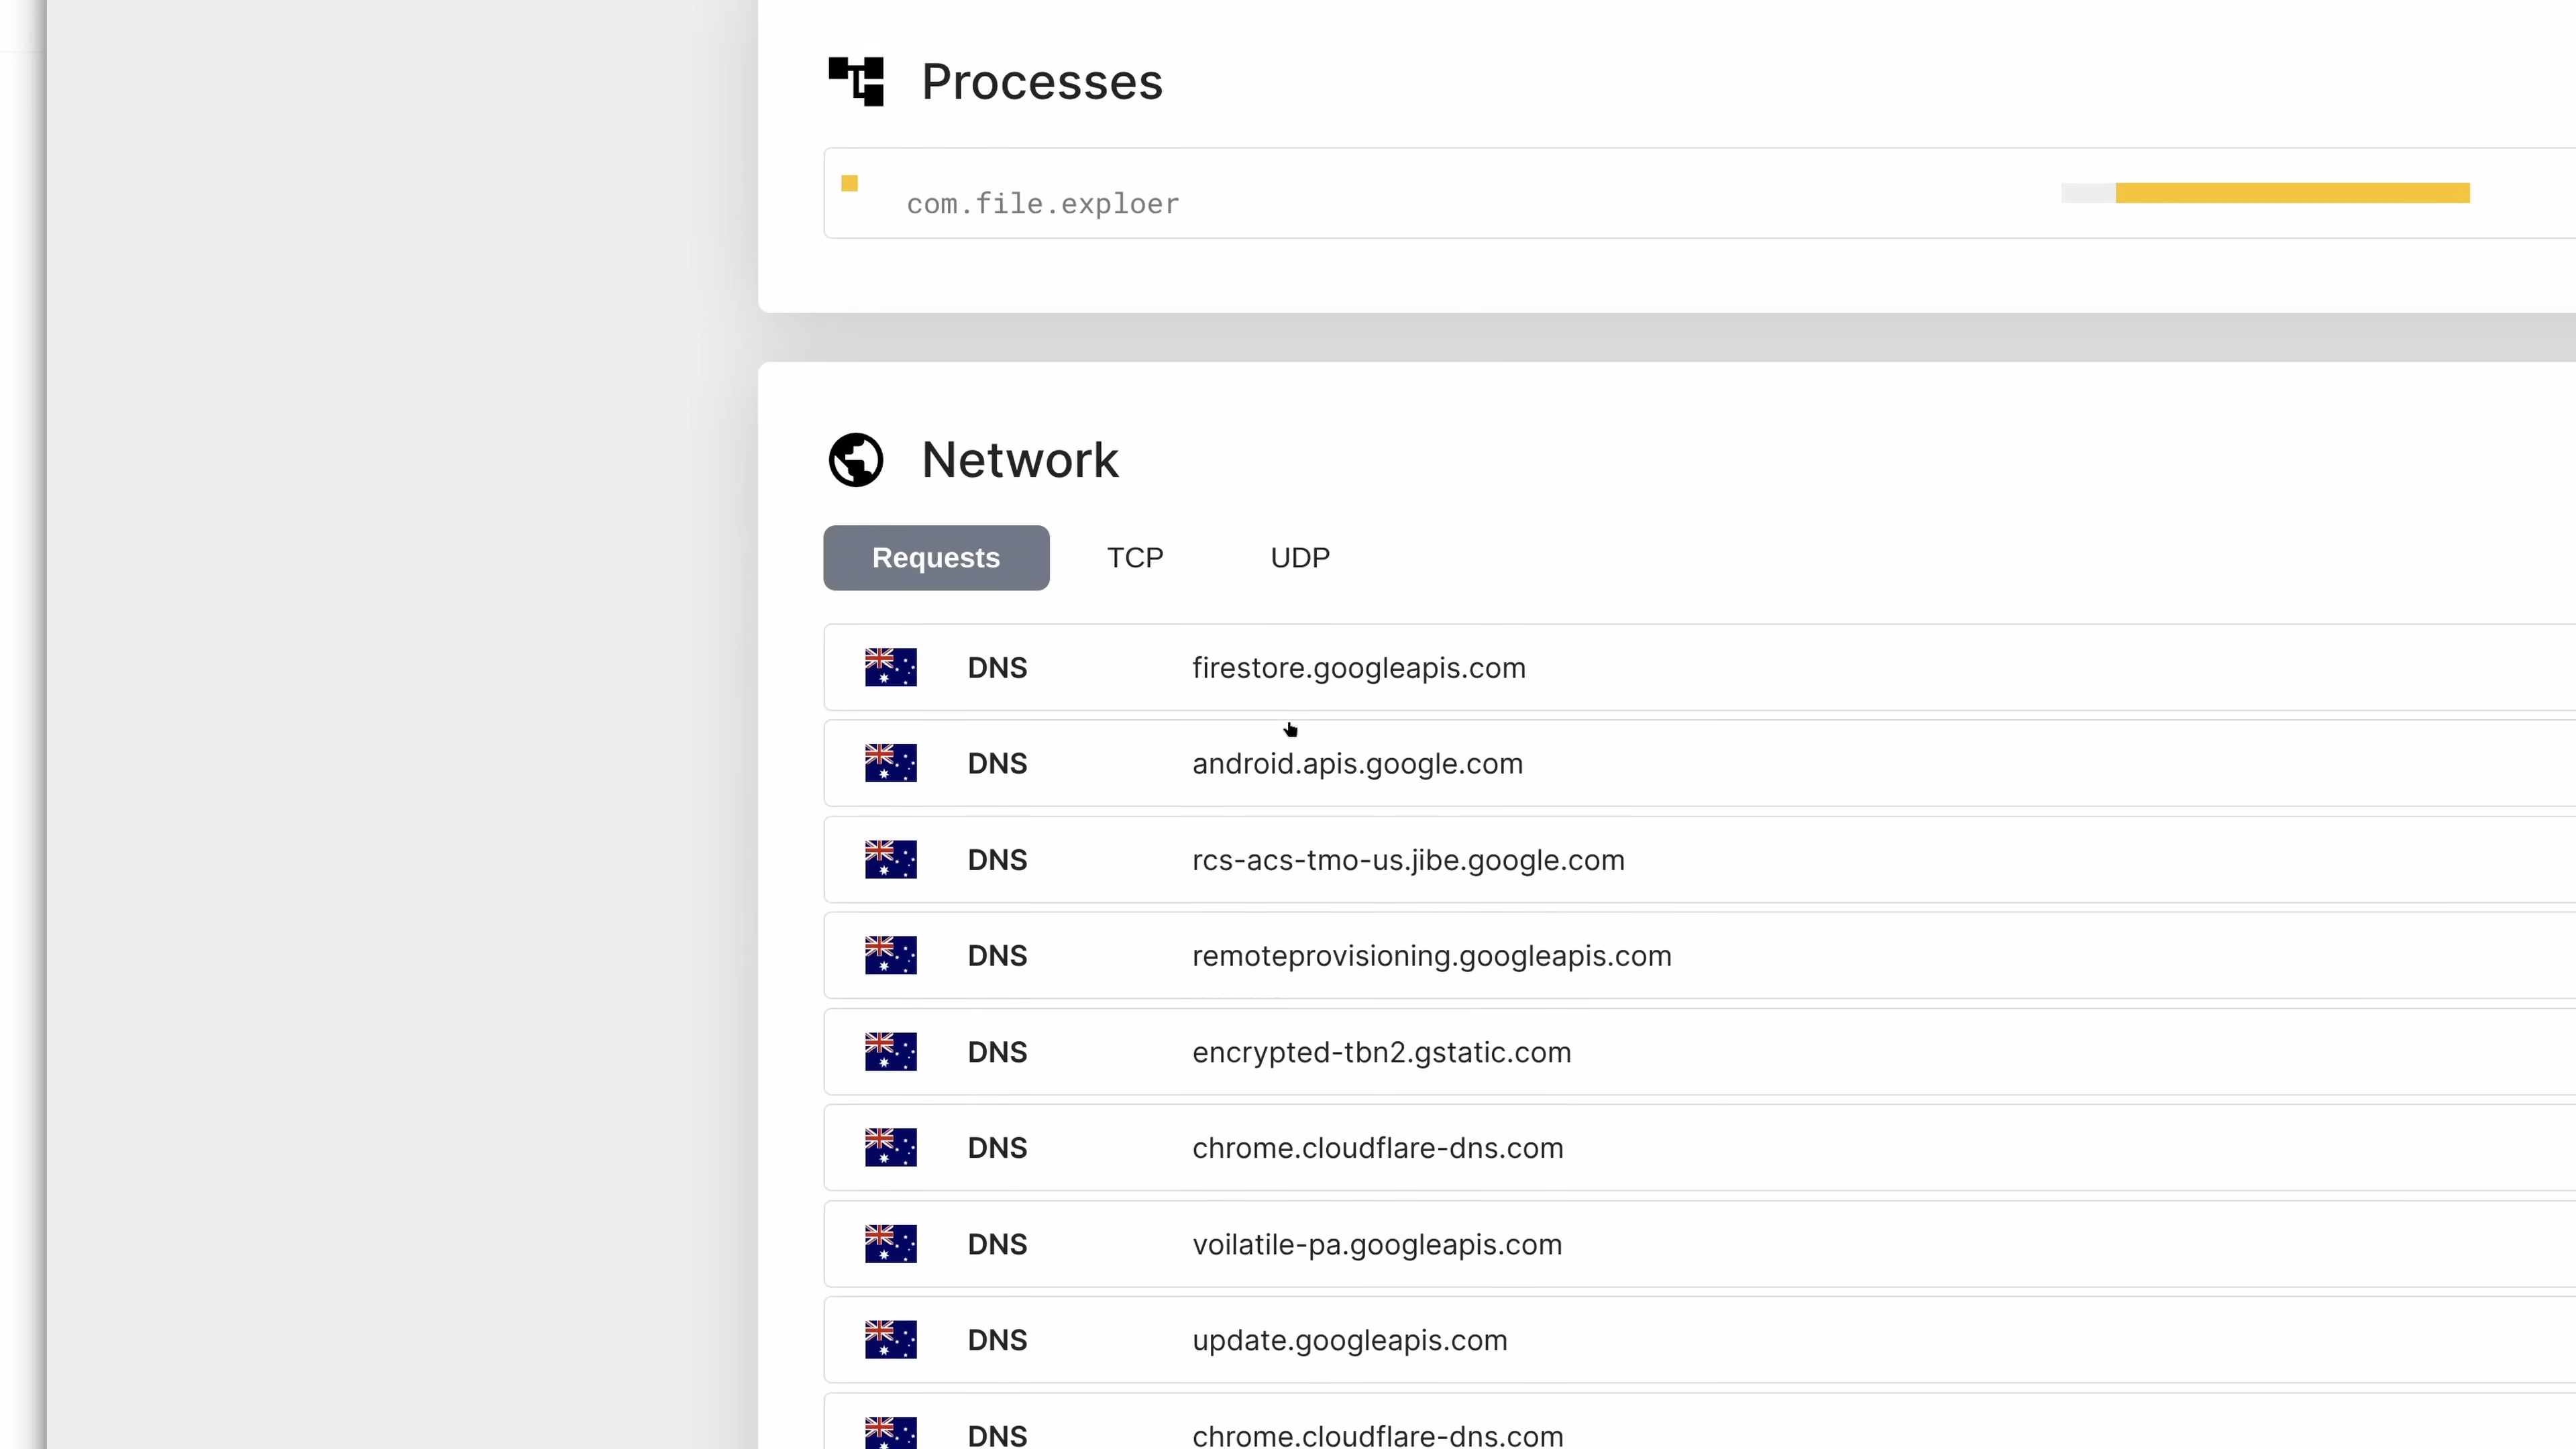 Processes
com.file.exploer
Network
Requests TCP UDP
DNS firestore.googleapis.com
DNS android.apis.google.com
DNS rcs-acs-tmo-us.jibe.google.com
DNS remoteprovisioning.googleapis.com
DNS encrypted-tbn2.gstatic.com
DNS chrome.cloudflare-dns.com
DNS voilatile-pa.googleapis.com
DNS update.googleapis.com
DNS chrome.cloudflare-dns.com